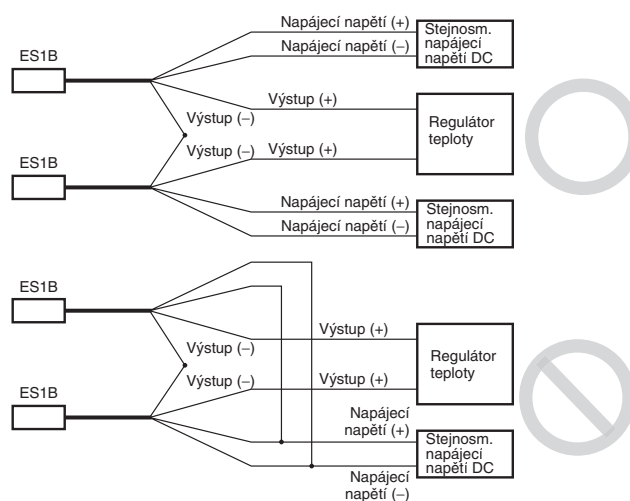 Napájecí napětí (+)
Stejnosm.
napájecí
napětí DC
Napájecí napětí (–)
ES1B
Výstup (+)
Výstup (–)
Regulátor
teploty
Výstup (–)
Výstup (+)
ES1B
Napájecí napětí (+)
Stejnosm.
napájecí
napětí DC
Napájecí napětí (–)
ES1B
Výstup (+)
Výstup (–)
Regulátor
teploty
Výstup (–)
Výstup (+)
ES1B
Napájecí
napětí (+)
Stejnosm.
napájecí
napětí DC
Napájecí
napětí (–)